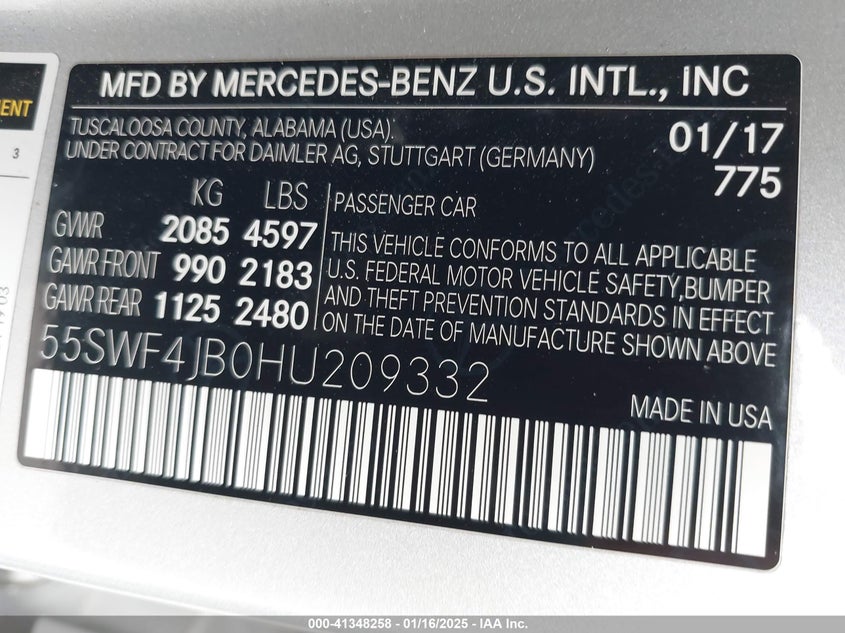 MENT
3
MFD BY MERCEDES-BENZ U.S. INTL., INC
TUSCALOOSA COUNTY, ALABAMA (USA).
UNDER CONTRACT FOR DAIMLER AG, STUTTGART (GERMANY)
01/17
775
KG LBS
GVWR 2085 4597
GAWR FRONT 990 2183
GAWR REAR 1125 2480
PASSENGER CAR
THIS VEHICLE CONFORMS TO ALL APPLICABLE
U.S. FEDERAL MOTOR VEHICLE SAFETY,BUMPER
AND THEFT PREVENTION STANDARDS IN EFFECT
ON THE DATE OF MANUFACTURE SHOWN ABOVE
55SWF4JB0HU209332
MADE IN USA
000-41348258 - 01/16/2025 - IAA Inc.